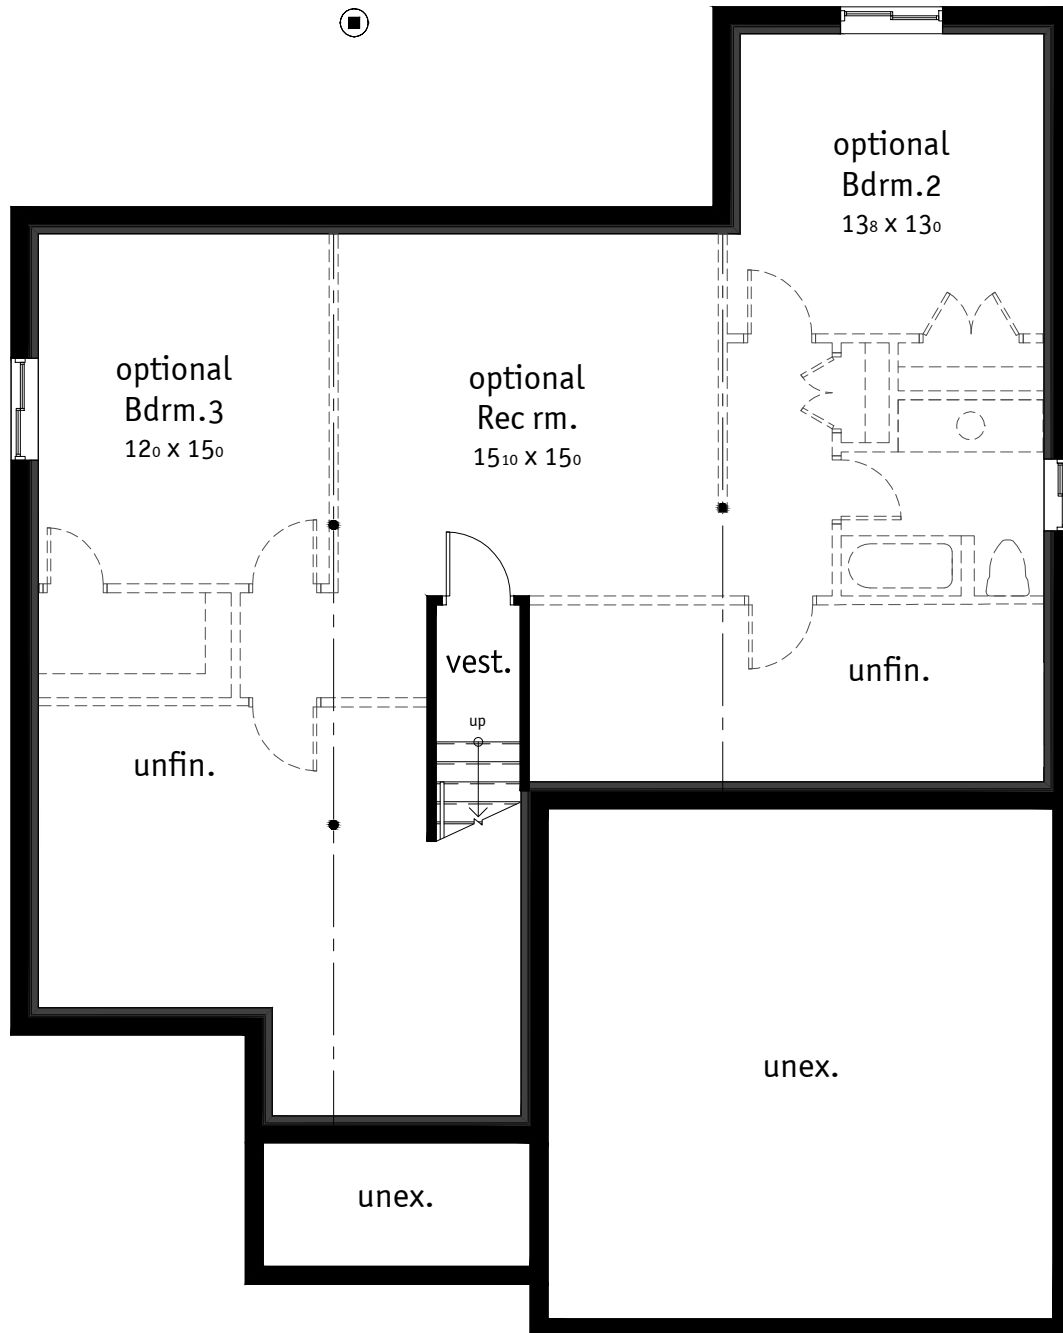 optional
Bdrm.2
13₈ x 13₀
optional
Bdrm.3
12₀ x 15₀
optional
Rec rm.
15₁₀ x 15₀
vest.
up
unfin.
unfin.
unex.
unex.